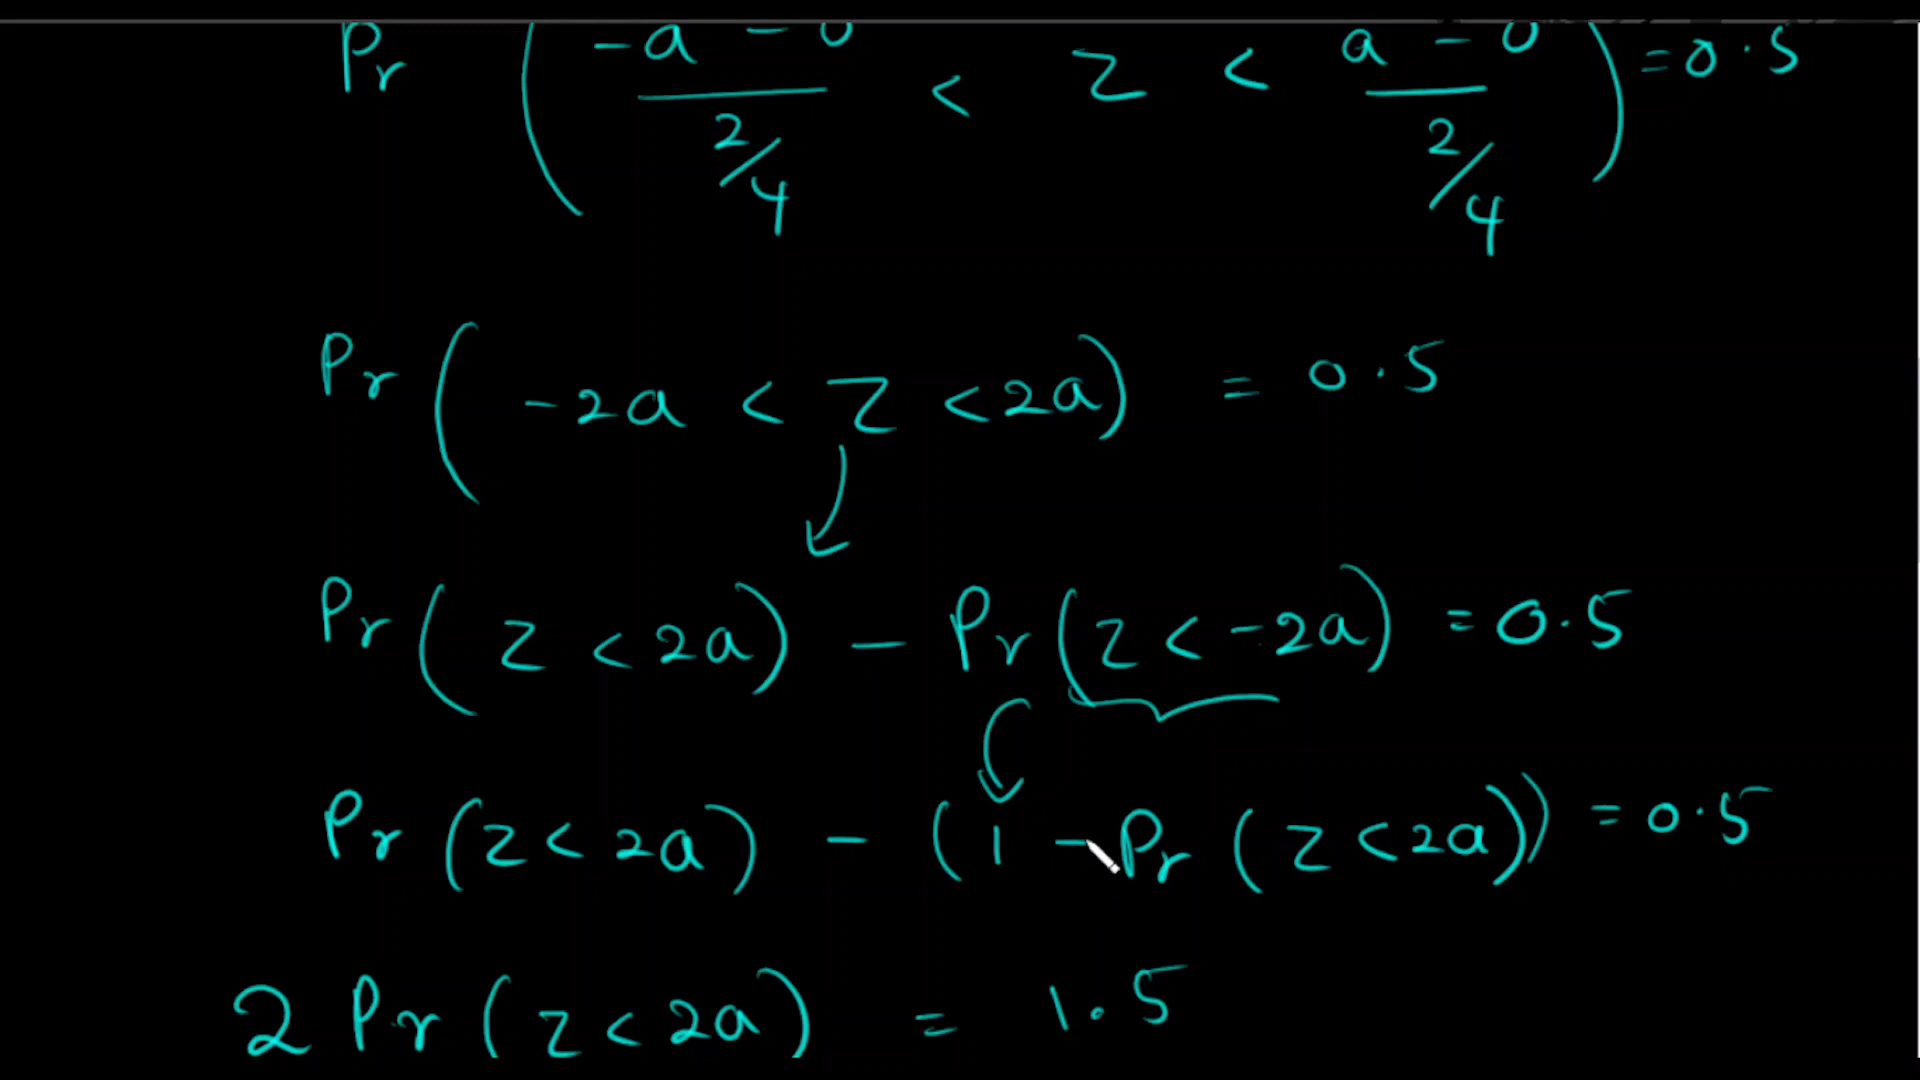 Pr ( -a - 0 / 2/4 < Z < a - 0 / 2/4 ) = 0.5
Pr ( -2a < Z < 2a ) = 0.5
Pr ( Z < 2a ) - Pr ( Z < -2a ) = 0.5
Pr ( Z < 2a ) - ( 1 - Pr ( Z < 2a ) ) = 0.5
2 Pr ( Z < 2a ) = 1.5